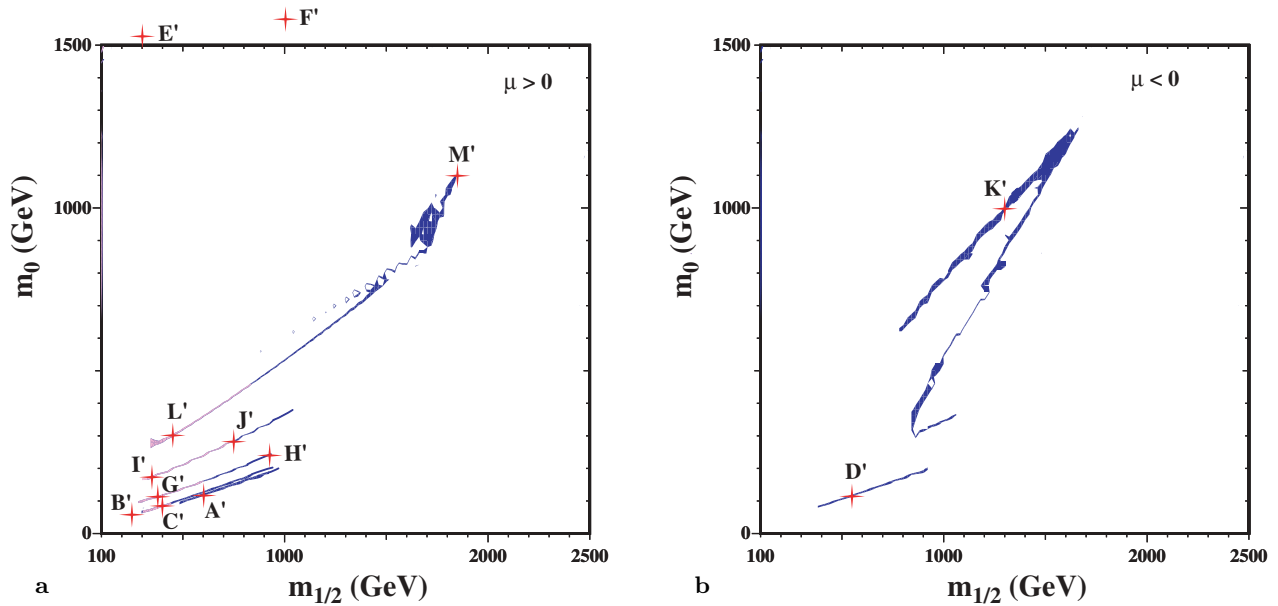 E' F'
1500 μ > 0
M'
1000
m0 (GeV)
L'
J'
I' H'
G'
B' A'
C'
0
100 1000 2000 2500
a m1/2 (GeV)
1500 μ < 0
K'
1000
m0 (GeV)
D'
0
100 1000 2000 2500
b m1/2 (GeV)